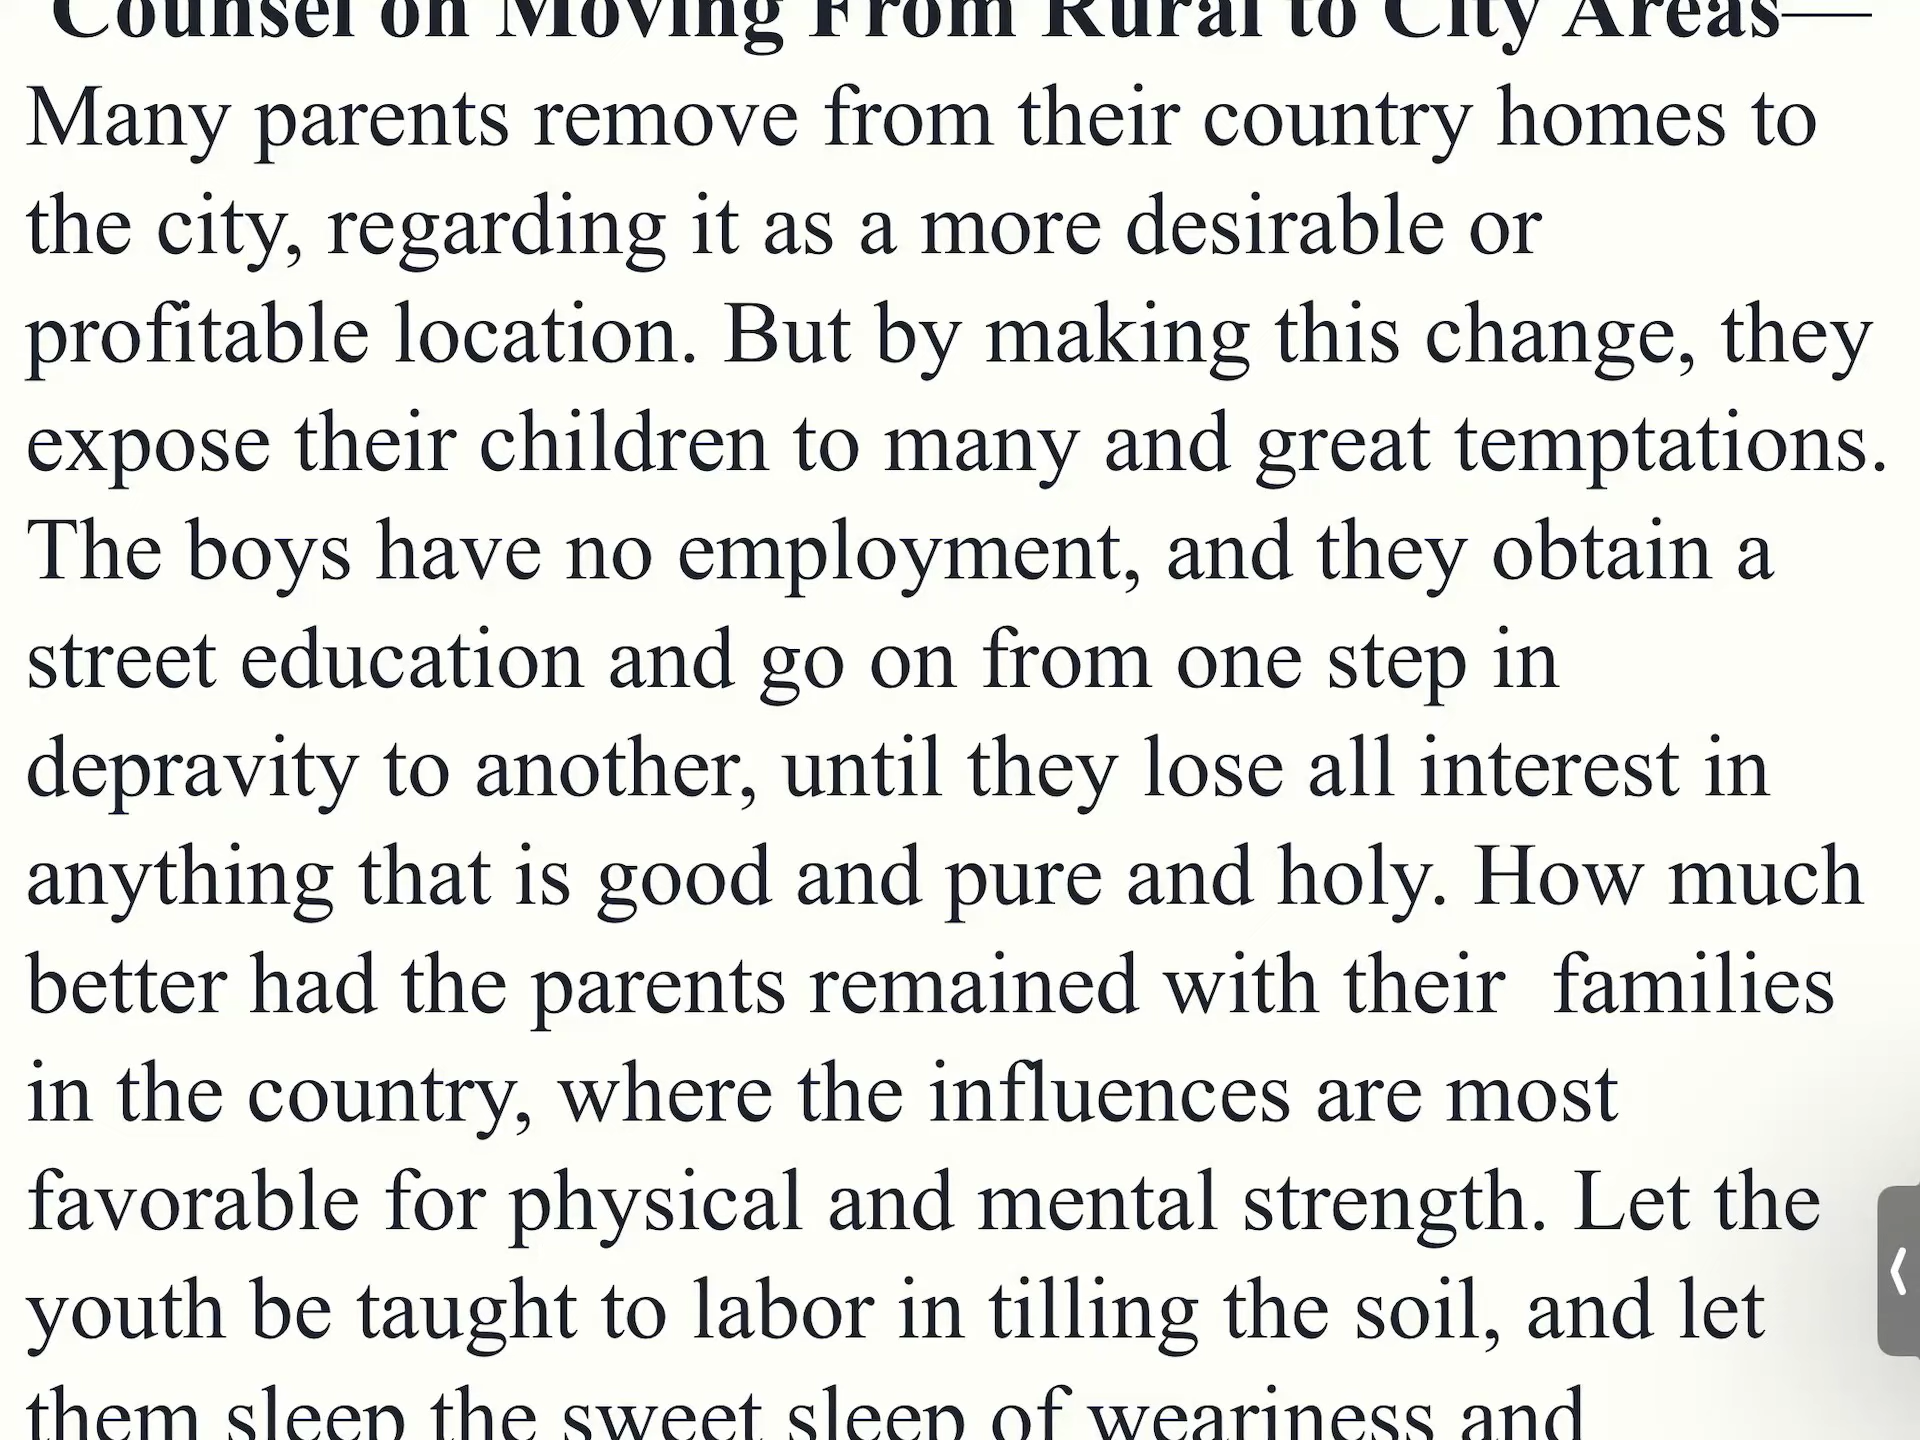 Counsel on Moving From Rural to City Areas—
Many parents remove from their country homes to
the city, regarding it as a more desirable or
profitable location. But by making this change, they
expose their children to many and great temptations.
The boys have no employment, and they obtain a
street education and go on from one step in
depravity to another, until they lose all interest in
anything that is good and pure and holy. How much
better had the parents remained with their  families
in the country, where the influences are most
favorable for physical and mental strength. Let the
youth be taught to labor in tilling the soil, and let
them sleep the sweet sleep of weariness and